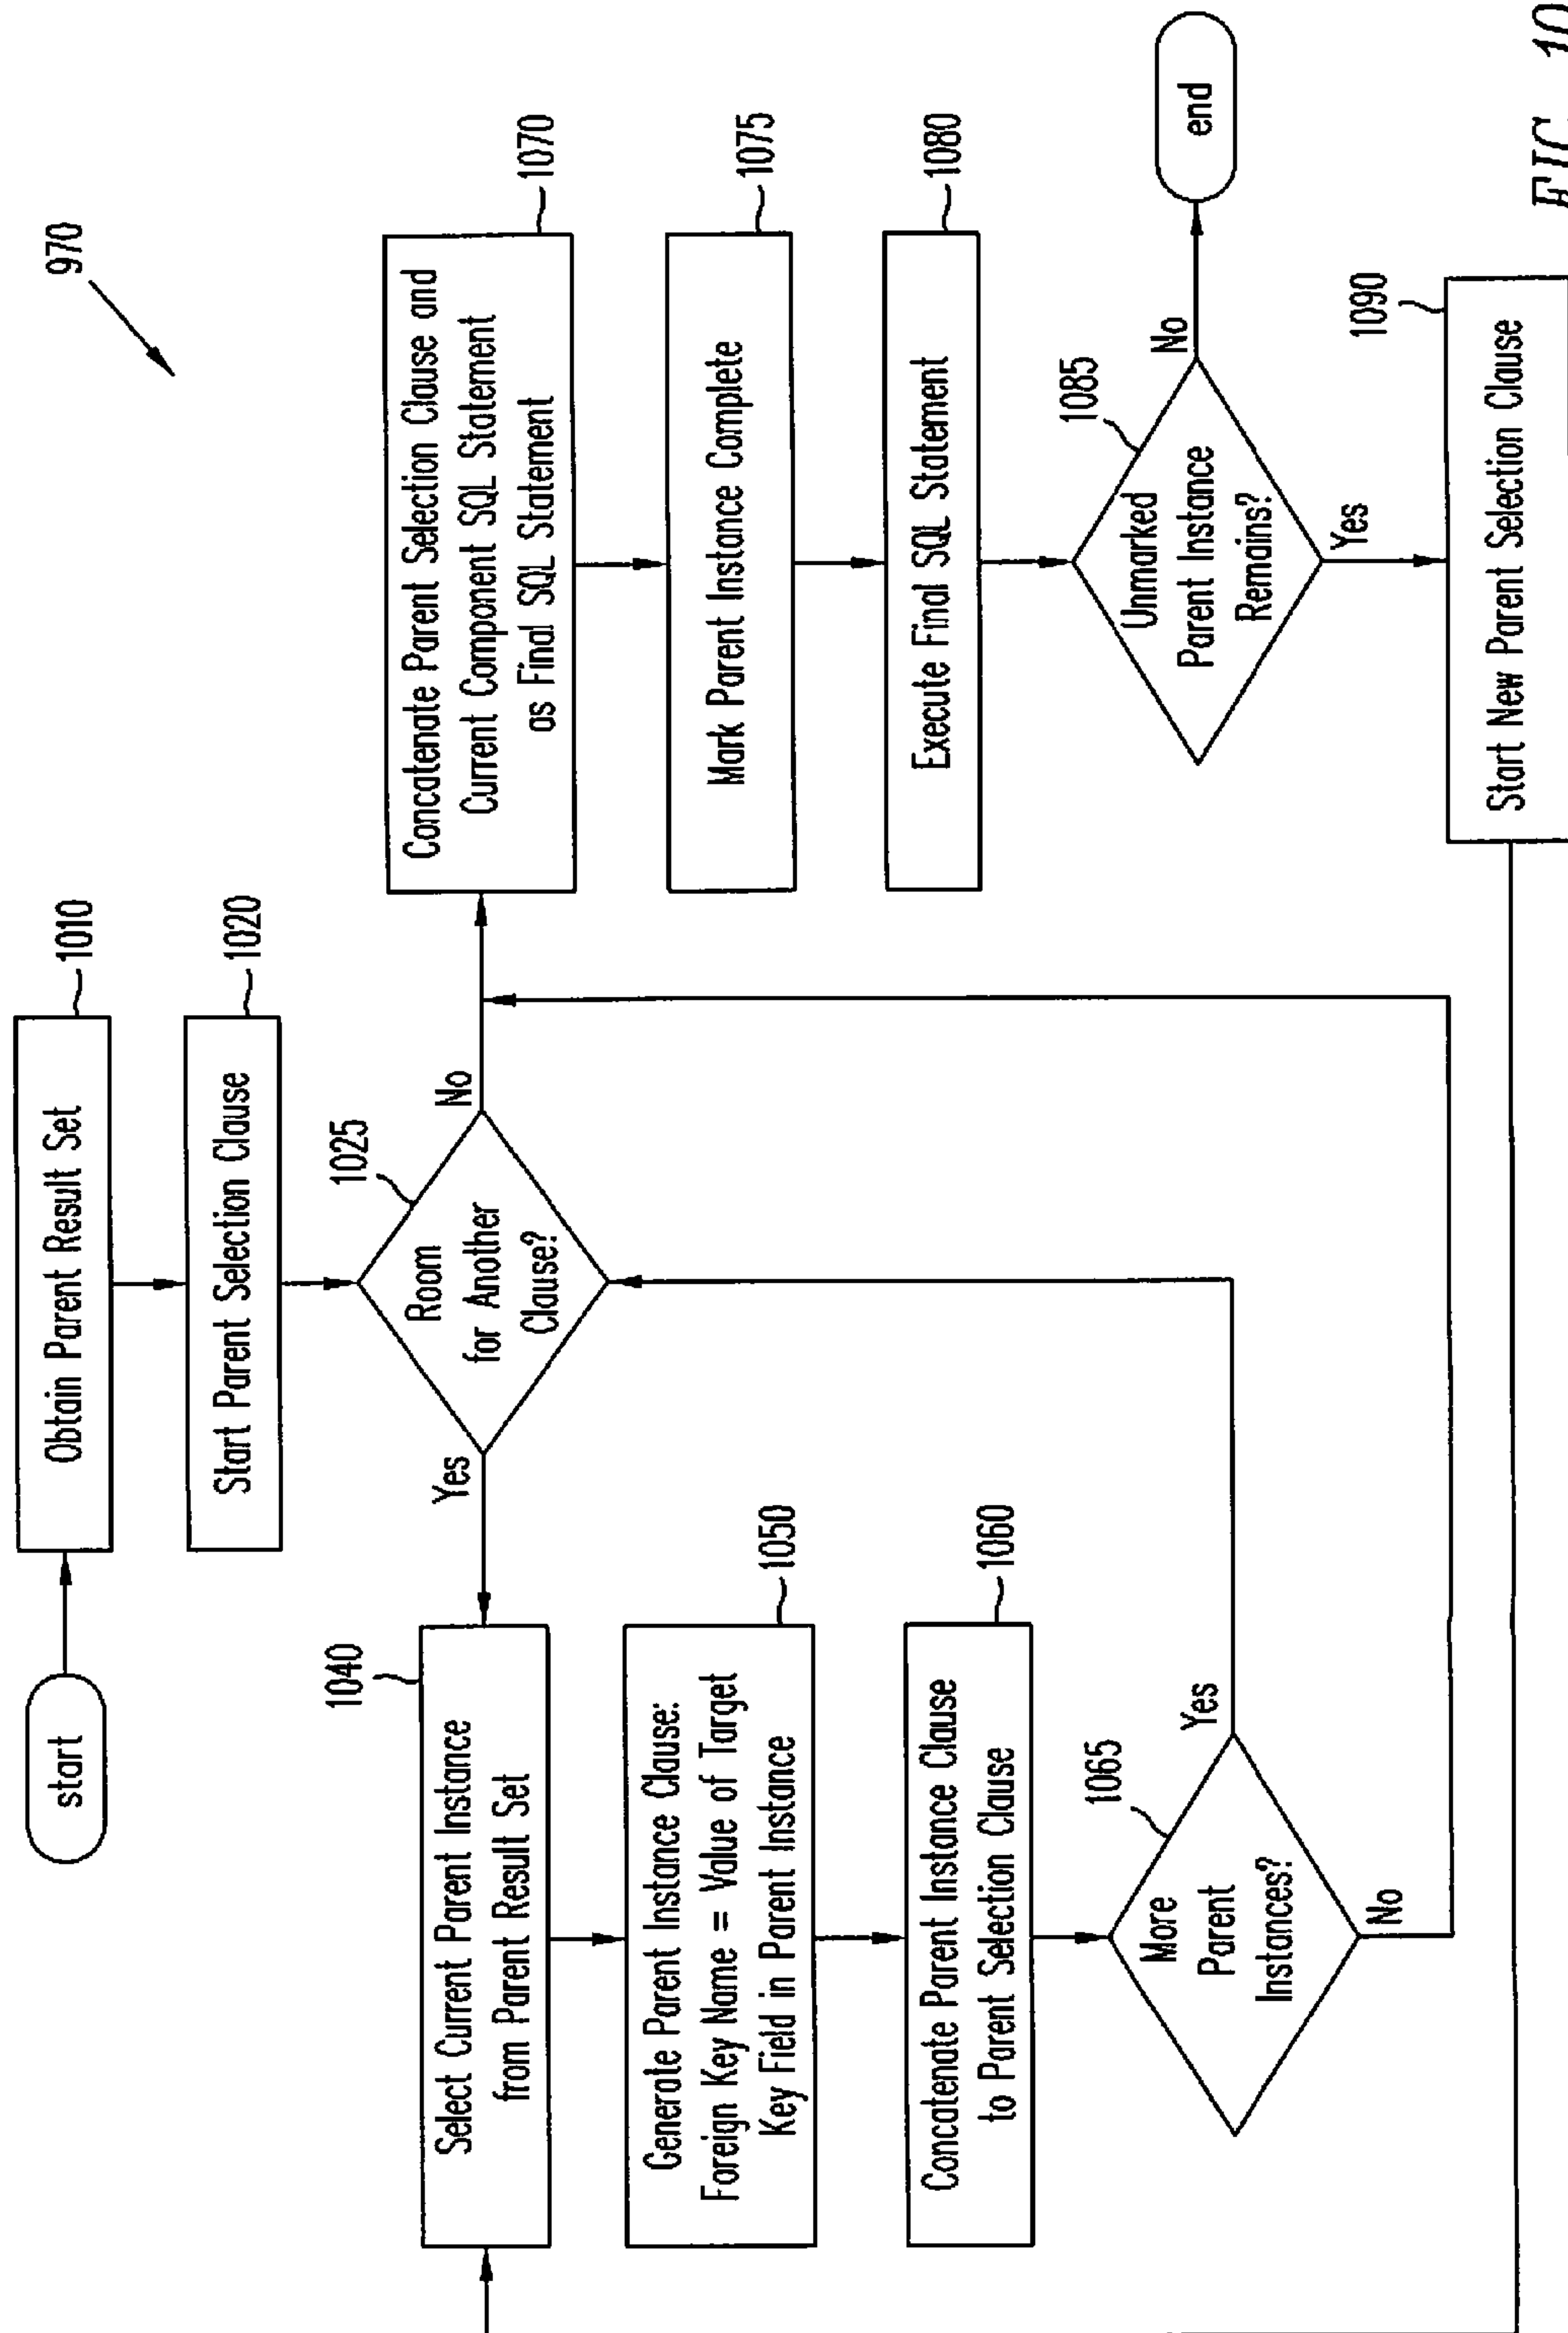 970
start
Obtain Parent Result Set
1010
Start Parent Selection Clause
1020
Room
for Another
Clause?
1025
Yes
No
1040
Select Current Parent Instance
from Parent Result Set
Generate Parent Instance Clause:
Foreign Key Name = Value of Target
Key Field in Parent Instance
1050
Concatenate Parent Instance Clause
to Parent Selection Clause
1060
More
Parent
Instances?
1065
Yes
No
Concatenate Parent Selection Clause and
Current Component SQL Statement
as Final SQL Statement
1070
Mark Parent Instance Complete
1075
Execute Final SQL Statement
1080
Unmarked
Parent Instance
Remains?
1085
No
end
Yes
Start New Parent Selection Clause
1090
FIG. 10